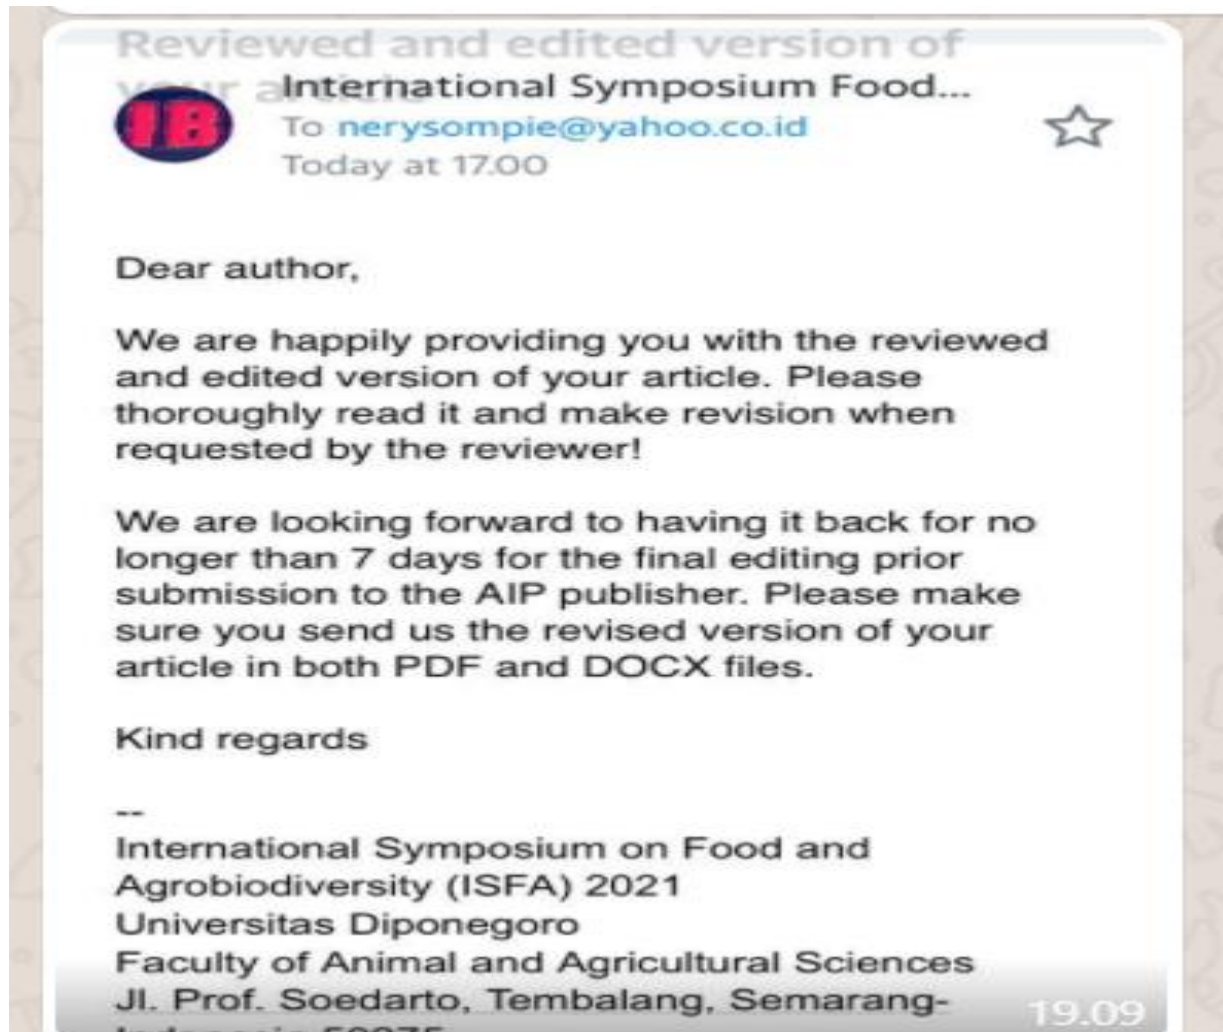 Reviewed and edited version of
your article
International Symposium Food...
To nerysompie@yahoo.co.id
Today at 17.00
Dear author,
We are happily providing you with the reviewed
and edited version of your article. Please
thoroughly read it and make revision when
requested by the reviewer!
We are looking forward to having it back for no
longer than 7 days for the final editing prior
submission to the AIP publisher. Please make
sure you send us the revised version of your
article in both PDF and DOCX files.
Kind regards
--
International Symposium on Food and
Agrobiodiversity (ISFA) 2021
Universitas Diponegoro
Faculty of Animal and Agricultural Sciences
Jl. Prof. Soedarto, Tembalang, Semarang-
19.09